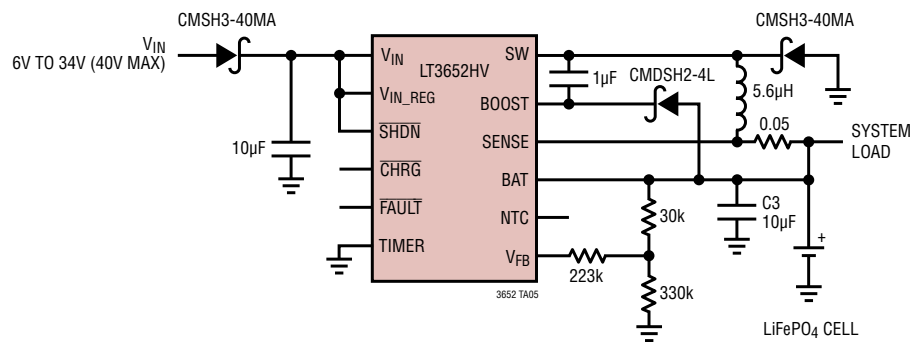 CMSH3-40MA
VIN
6V TO 34V (40V MAX)
10µF
LT3652HV
VIN
VIN_REG
SHDN
CHRG
FAULT
TIMER
SW
BOOST
SENSE
BAT
NTC
VFB
3652 TA05
1µF
CMDSH2-4L
CMSH3-40MA
5.6µH
0.05
SYSTEM
LOAD
30k
223k
330k
C3
10µF
+
LiFePO4 CELL